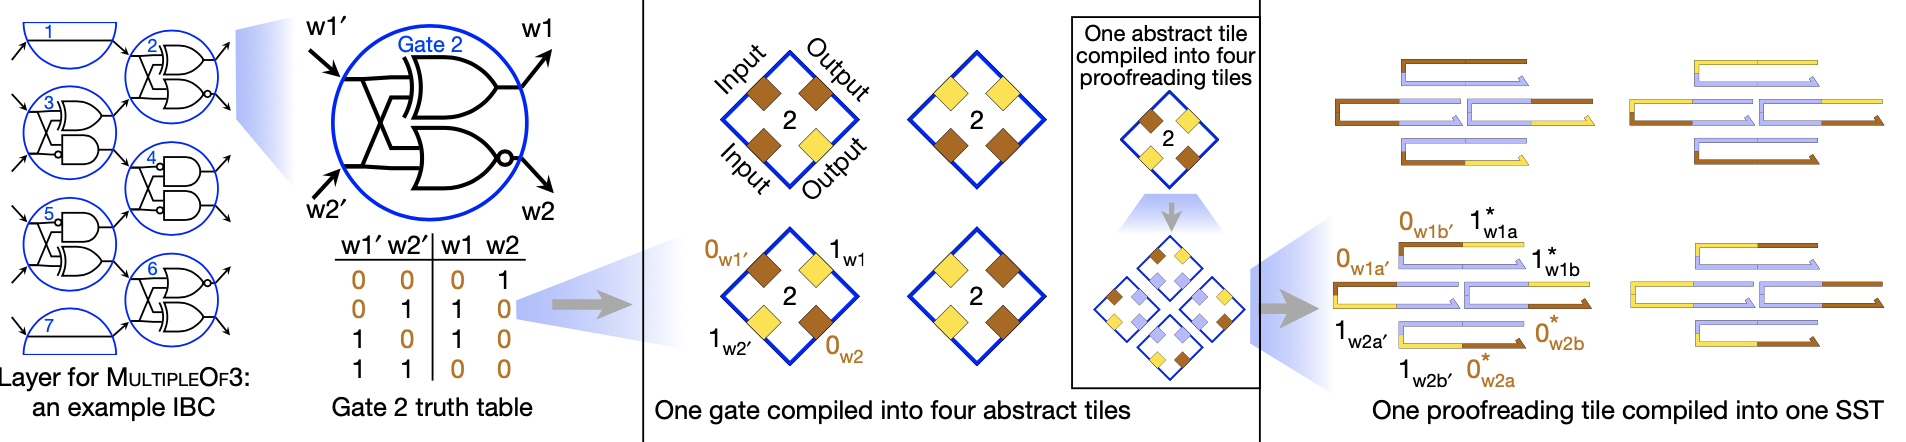 1
2
3
4
5
6
7
Layer for MULTIPLEOF3:
an example IBC
w1′
w1
Gate 2
w2′
w2
w1′ w2′ w1 w2
0 0 0 1
0 1 1 0
1 0 1 0
1 1 0 0
Gate 2 truth table
Input
Output
2
Input
Output
2
0w1′
1w1
2
1w2′
0w2
2
One gate compiled into four abstract tiles
One abstract tile
compiled into four
proofreading tiles
2
0w1b′
1*w1a
0w1a′
1*w1b
1w2a′
0*w2b
1w2b′
0*w2a
One proofreading tile compiled into one SST